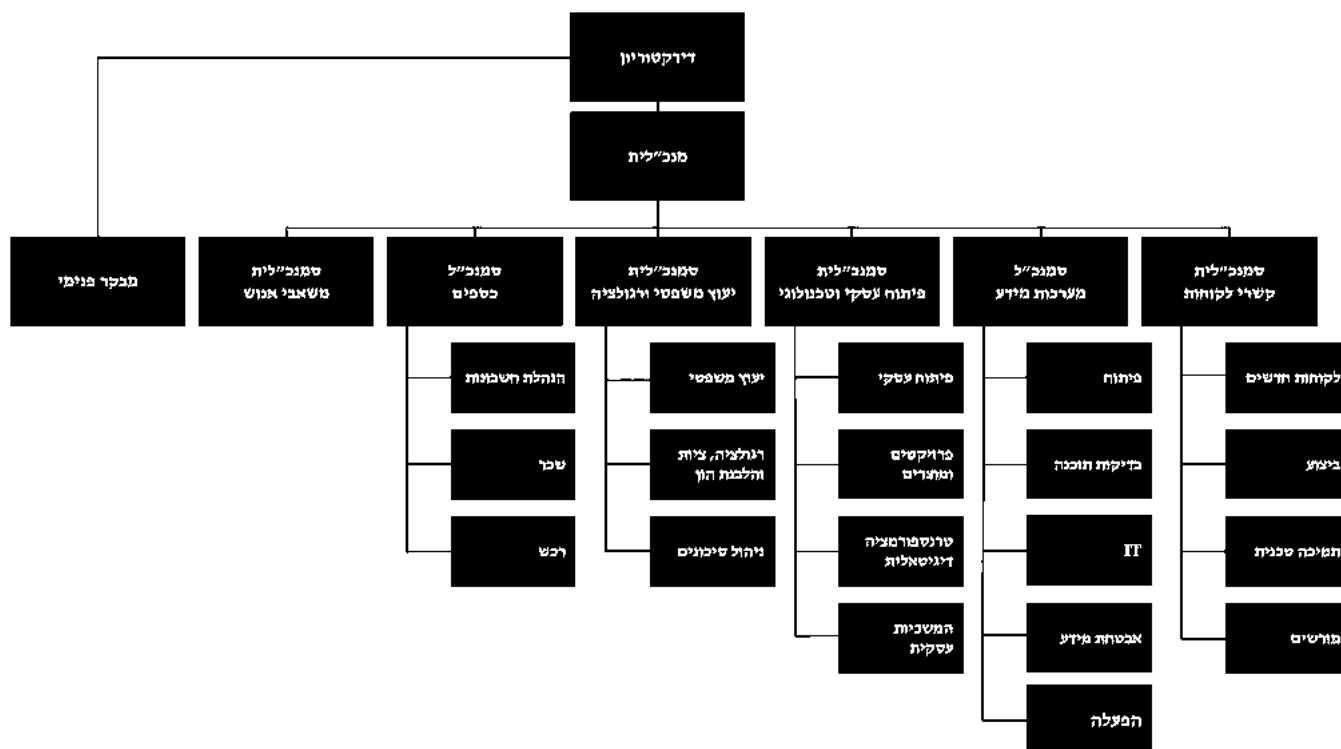 דירקטוריון
מנכ"לית
סמנכ"לית
קשרי לקוחות
סמנכ"ל
מערכות מידע
סמנכ"לית
פיתוח עסקי וטכנולוגי
סמנכ"לית
יעוץ משפטי ורגולציה
סמנכ"ל
כספים
סמנכ"לית
משאבי אנוש
מבקר פנימי
לקוחות חדשים
ביצוע
תמיכה טכנית
מורשים
פיתוח
בדיקות תוכנה
IT
אבטחת מידע
הפעלה
פיתוח עסקי
פרויקטים
ומוצרים
טרנספורמציה
דיגיטאלית
המשכיות
עסקית
יעוץ משפטי
רגולציה, ציות
והלבנת הון
ניהול סיכונים
הנהלת חשבונות
שכר
רכש